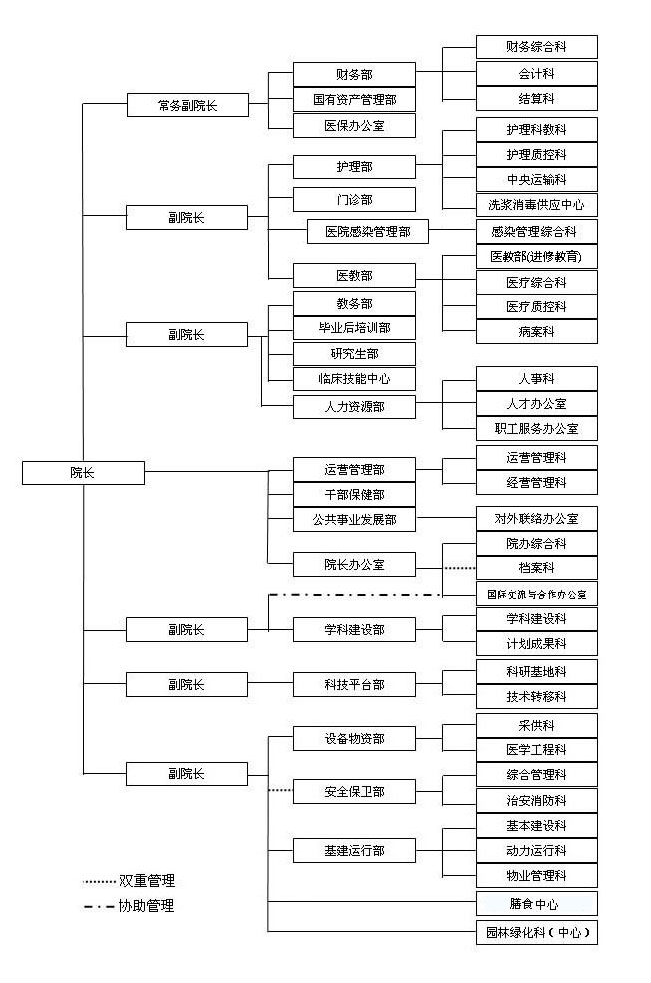 财务综合科
财务部
会计科
常务副院长
国有资产管理部
结算科
医保办公室
护理科教科
护理部
护理质控科
中央运输科
门诊部
洗浆消毒供应中心
副院长
医院感染管理部
感染管理综合科
医教部(进修教育)
医教部
医疗综合科
教务部
医疗质控科
副院长
毕业后培训部
病案科
研究生部
临床技能中心
人事科
人力资源部
人才办公室
职工服务办公室
院长
运营管理部
运营管理科
经营管理科
干部保健部
公共事业发展部
对外联络办公室
院办综合科
院长办公室
档案科
国际交流与合作办公室
副院长
学科建设部
学科建设科
计划成果科
副院长
科技平台部
科研基地科
技术转移科
采供科
设备物资部
医学工程科
副院长
综合管理科
安全保卫部
治安消防科
基本建设科
基建运行部
动力运行科
物业管理科
双重管理
协助管理
膳食中心
园林绿化科（中心）